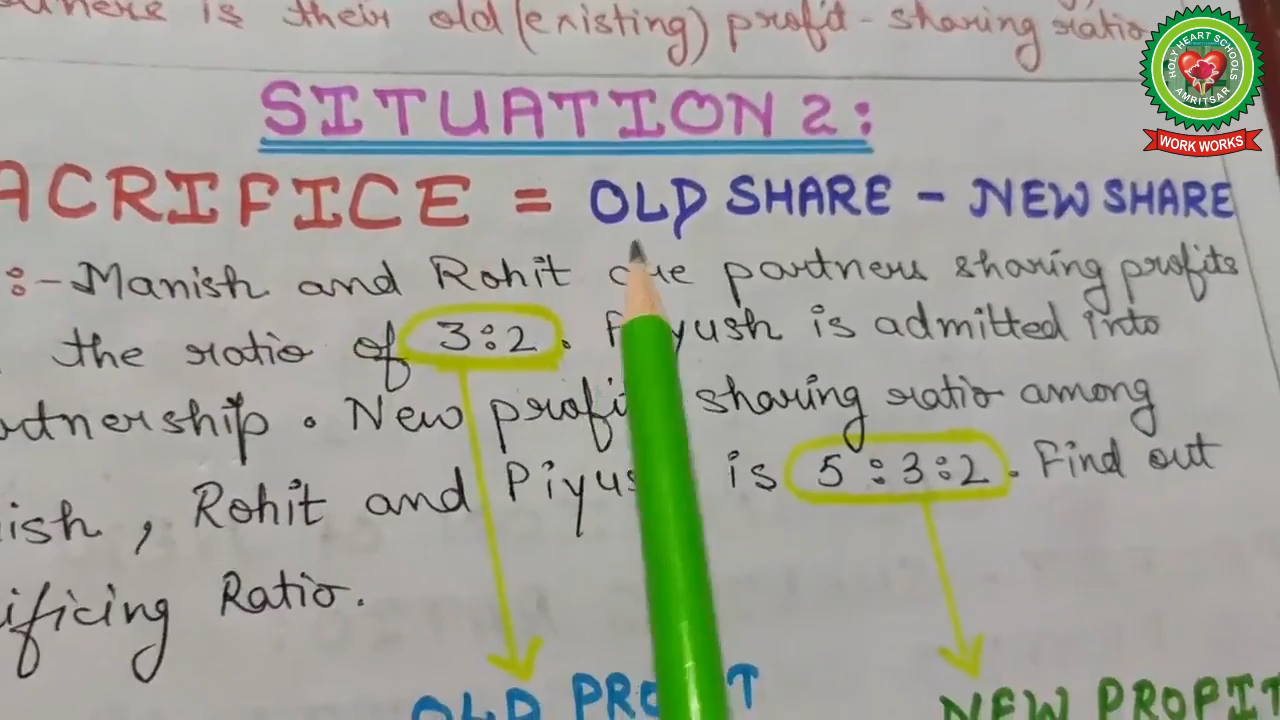 is their old (existing) profit-sharing ratio
SITUATION 2:
ACRIFICE = OLD SHARE - NEW SHARE
:- Manish and Rohit are partners sharing profits
the ratio of 3:2. Piyush is admitted into
rtnership. New profit sharing ratio among
ish, Rohit and Piyush is 5:3:2. Find out
ificing Ratio.
OLD PROFIT
NEW PROFIT
HOLY HEART SCHOOLS
AMRITSAR
WORK WORKS